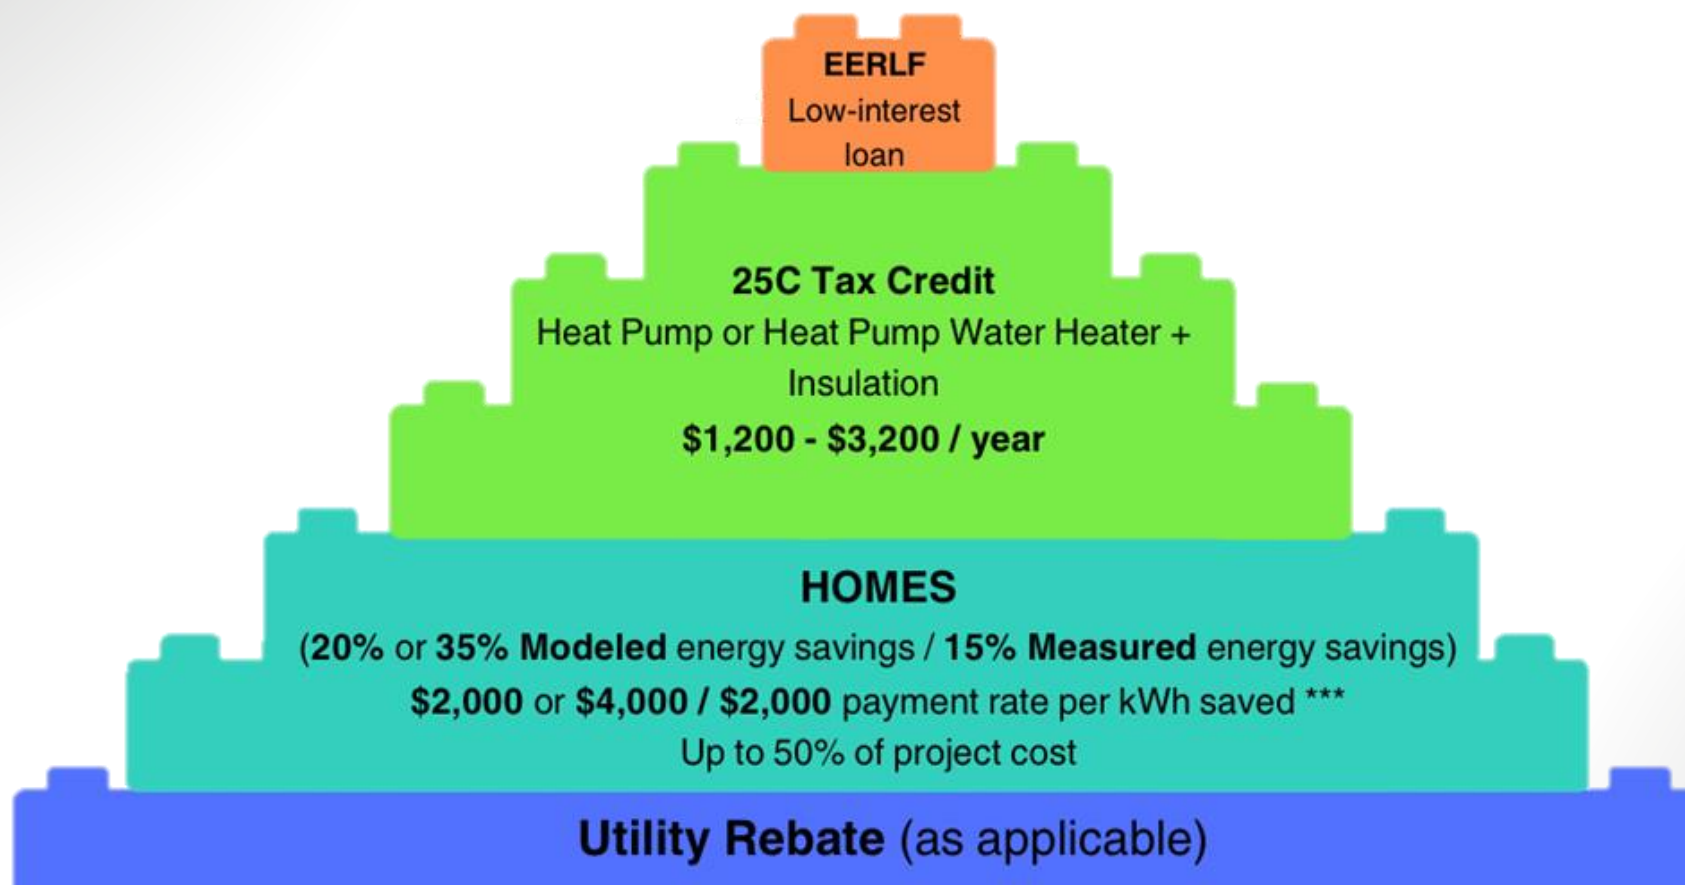 EERLF
Low-interest
loan
25C Tax Credit
Heat Pump or Heat Pump Water Heater +
Insulation
$1,200 - $3,200 / year
HOMES
(20% or 35% Modeled energy savings / 15% Measured energy savings)
$2,000 or $4,000 / $2,000 payment rate per kWh saved ***
Up to 50% of project cost
Utility Rebate (as applicable)